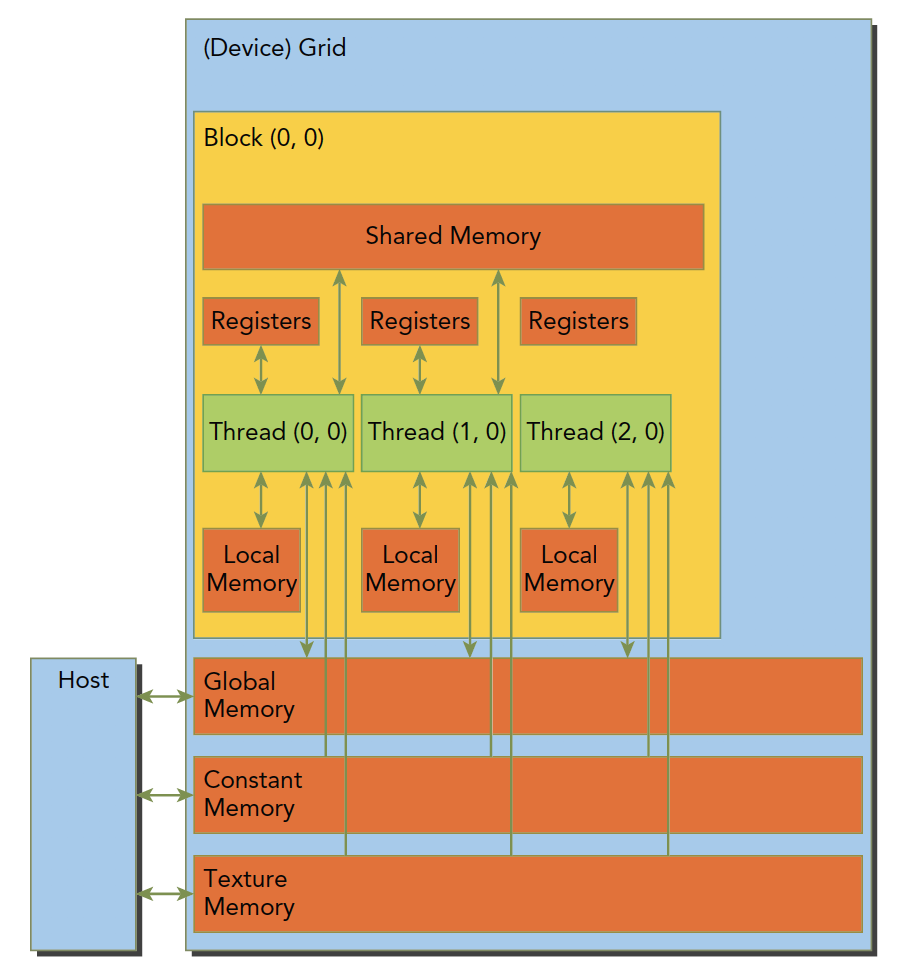 (Device) Grid
Block (0, 0)
Shared Memory
Registers
Registers
Registers
Thread (0, 0)
Thread (1, 0)
Thread (2, 0)
Local
Memory
Local
Memory
Local
Memory
Host
Global
Memory
Constant
Memory
Texture
Memory